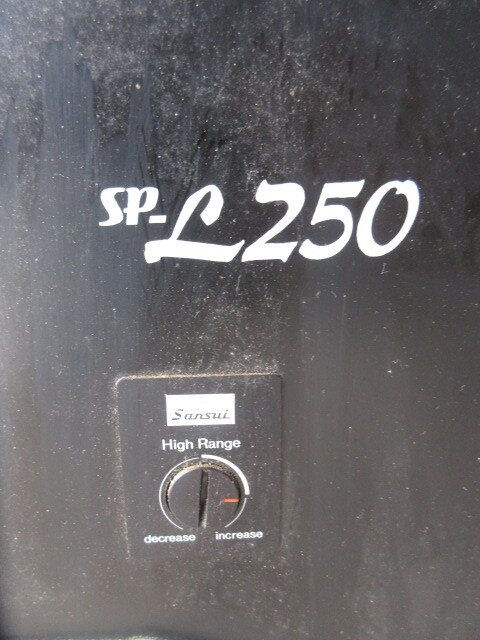 SP-L250
Sansui
High Range
decrease increase